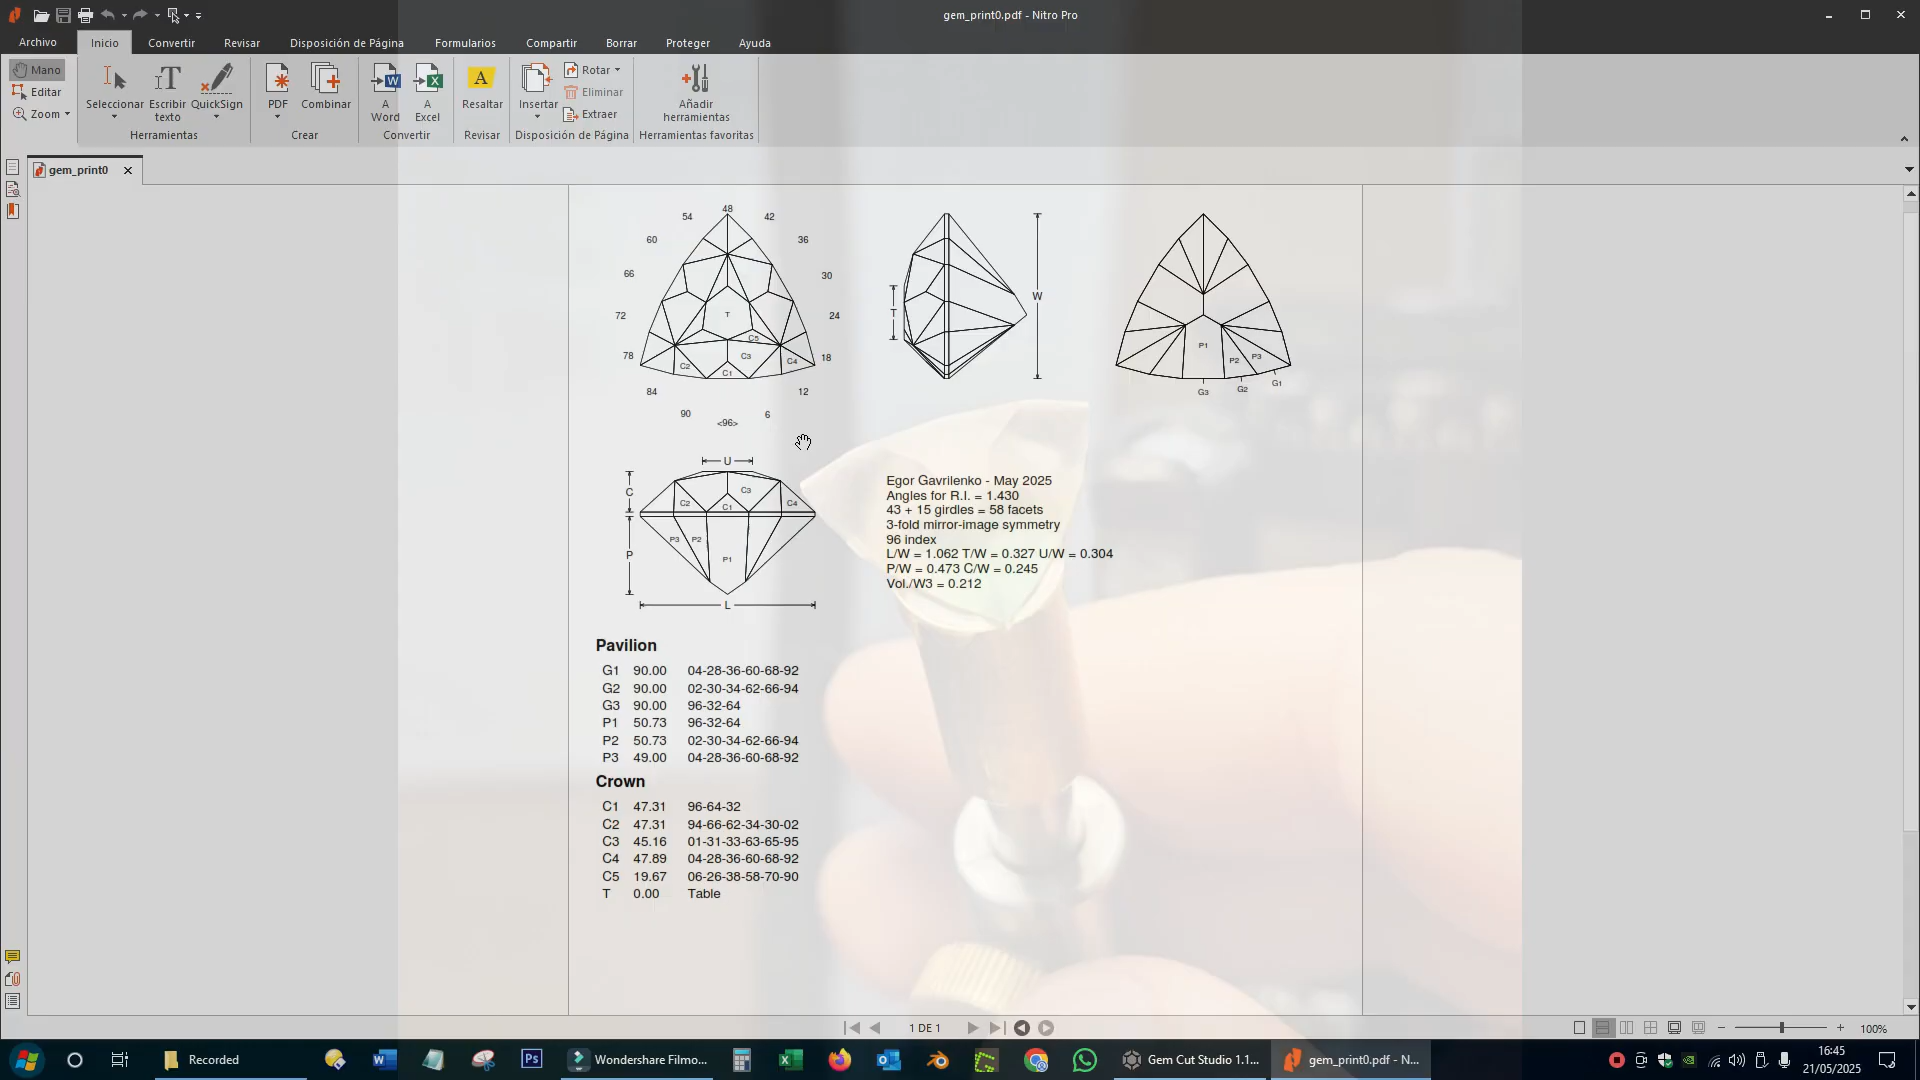 gem_print0.pdf - Nitro Pro
Archivo Inicio Convertir Revisar Disposición de Página Formularios Compartir Borrar Proteger Ayuda
Mano
Editar
Zoom
Seleccionar
Escribir texto
QuickSign
Herramientas
PDF
Combinar
Crear
A Word
A Excel
Convertir
Resaltar
Revisar
Insertar
Rotar
Eliminar
Extraer
Disposición de Página
Añadir herramientas
Herramientas favoritas
gem_print0
48
54 42
60 36
66 30
72 24
78 18
84 12
90 6
<96>
T
C5
C3
C2 C4
C1
T
W
P1
P2 P3
G3 G2 G1
U
C
C3
C2 C1 C4
P3 P2
P P1
L
Egor Gavrilenko - May 2025
Angles for R.I. = 1.430
43 + 15 girdles = 58 facets
3-fold mirror-image symmetry
96 index
L/W = 1.062 T/W = 0.327 U/W = 0.304
P/W = 0.473 C/W = 0.245
Vol./W3 = 0.212
Pavilion
G1 90.00 04-28-36-60-68-92
G2 90.00 02-30-34-62-66-94
G3 90.00 96-32-64
P1 50.73 96-32-64
P2 50.73 02-30-34-62-66-94
P3 49.00 04-28-36-60-68-92
Crown
C1 47.31 96-64-32
C2 47.31 94-66-62-34-30-02
C3 45.16 01-31-33-63-65-95
C4 47.89 04-28-36-60-68-92
C5 19.67 06-26-38-58-70-90
T 0.00 Table
1 DE 1
100%
Recorded
Wondershare Filmo...
Gem Cut Studio 1.1...
gem_print0.pdf - N...
16:45
21/05/2025